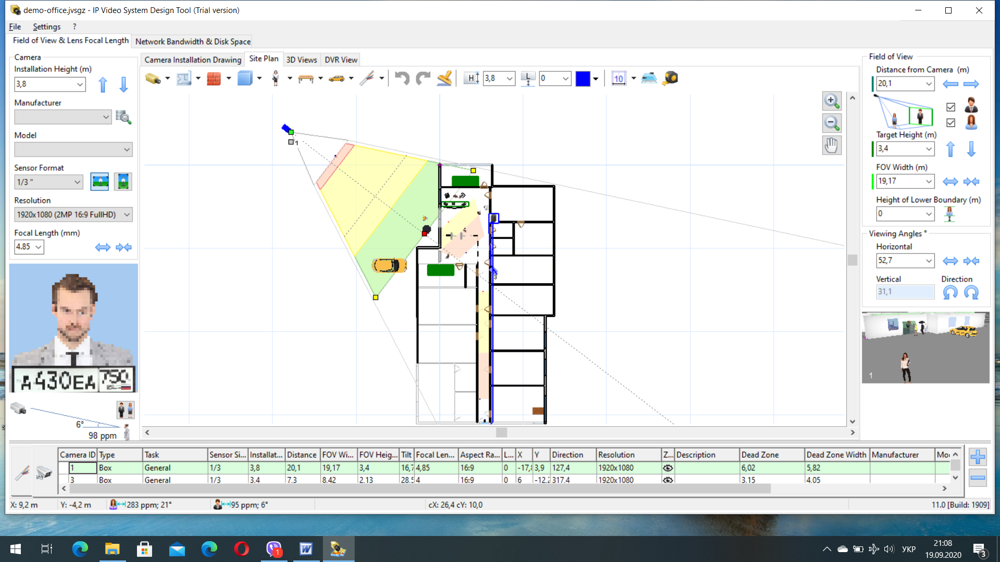 demo-office.jvsgz - IP Video System Design Tool (Trial version)
File Settings ?
Field of View & Lens Focal Length Network Bandwidth & Disk Space
Camera
Installation Height (m)
3,8
Manufacturer
Model
Sensor Format
1/3 "
Resolution
1920x1080 (2MP 16:9 FullHD)
Focal Length (mm)
4.85
А430ЕА 750
6°
98 ppm
Camera Installation Drawing Site Plan 3D Views DVR View
H 3,8 L 0 10
1
3
Field of View
Distance from Camera (m)
20,1
Target Height (m)
3,4
FOV Width (m)
19,17
Height of Lower Boundary (m)
0
Viewing Angles °
Horizontal
52,7
Vertical Direction
31,1
1
Camera ID Type Task Sensor Si... Installat... Distance FOV Wi... FOV Heig... Tilt Focal Len... Aspect Ra... L... X Y Direction Resolution Z... Description Dead Zone Dead Zone Width Manufacturer
1 Box General 1/3 3,8 20,1 19,17 3,4 16,7 4,85 16:9 0 3,9 127,4 1920x1080 6,02 5,82
3 Box General 1/3 3.4 7.3 8.42 2.13 4 16:9 0 6 317.4 1920x1080 3.15 4.05
X: 9,2 m Y: -4,2 m 283 ppm; 21° 95 ppm; 6° cX: 26,4 cY: 10,0 11.0 [Build: 1909]
1 W УКР 21:08
19.09.2020 3